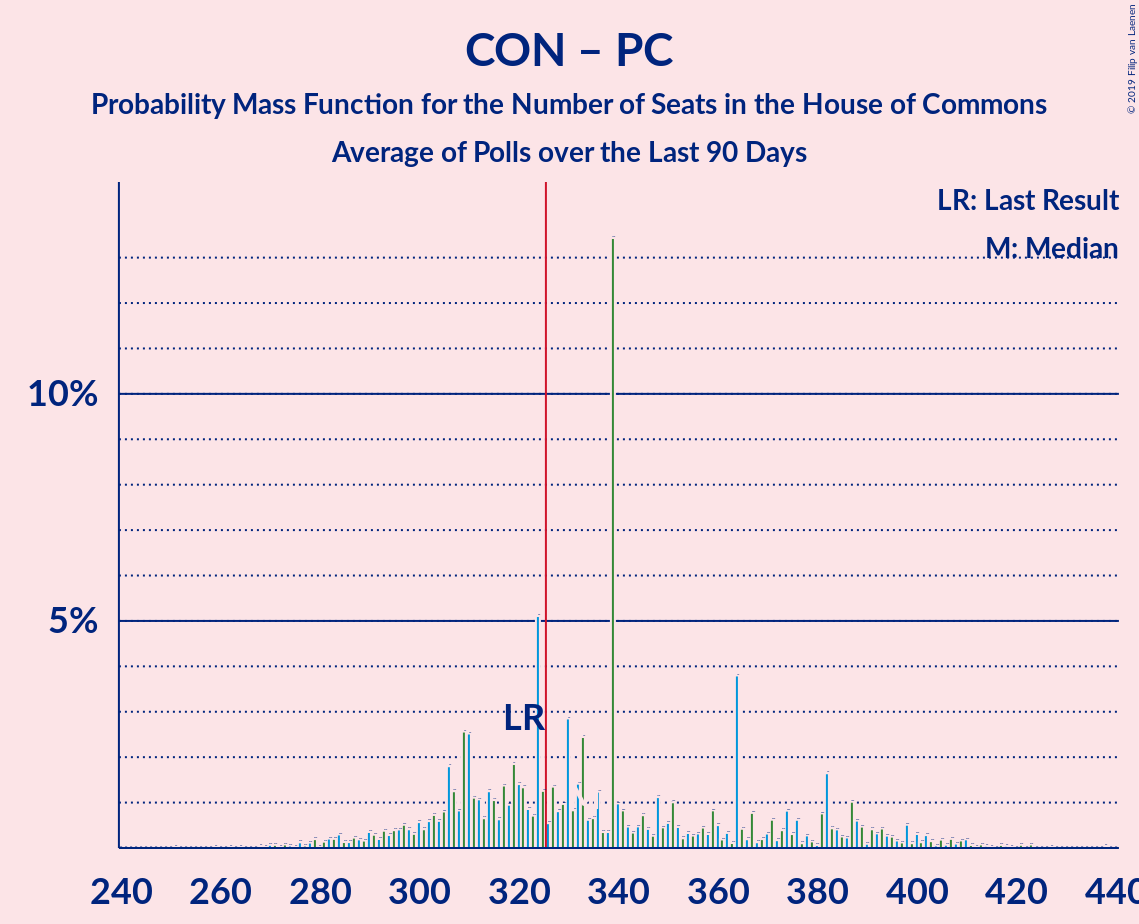 CON – PC
Probability Mass Function for the Number of Seats in the House of Commons
Average of Polls over the Last 90 Days
© 2019 Filip van Laenen
LR: Last Result
M: Median
10%
5%
LR
240 260 280 300 320 340 360 380 400 420 440